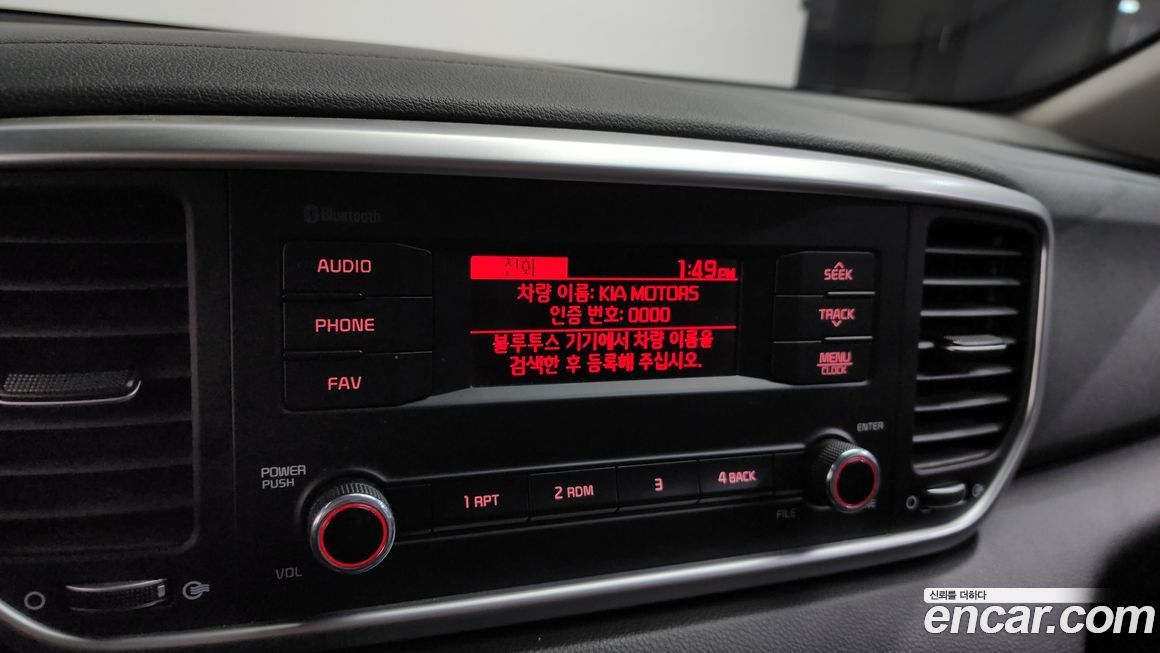 Bluetooth
AUDIO
PHONE
FAV
전화 1:49PM
차량 이름: KIA MOTORS
인증 번호: 0000
블루투스 기기에서 차량 이름을
검색한 후 등록해 주십시오.
SEEK
TRACK
MENU
CLOCK
POWER
PUSH
VOL
1 RPT
2 RDM
3
4 BACK
ENTER
FILE
신뢰를 더하다
encar.com